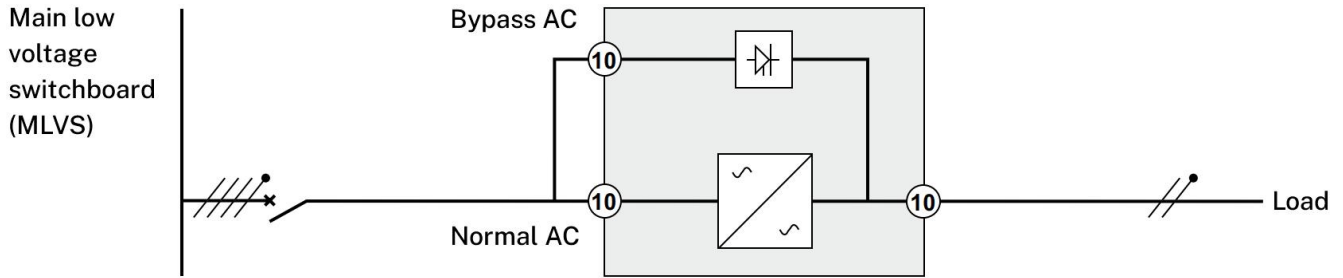 Main low
voltage
switchboard
(MLVS)
Bypass AC
10
10
Normal AC
10
Load